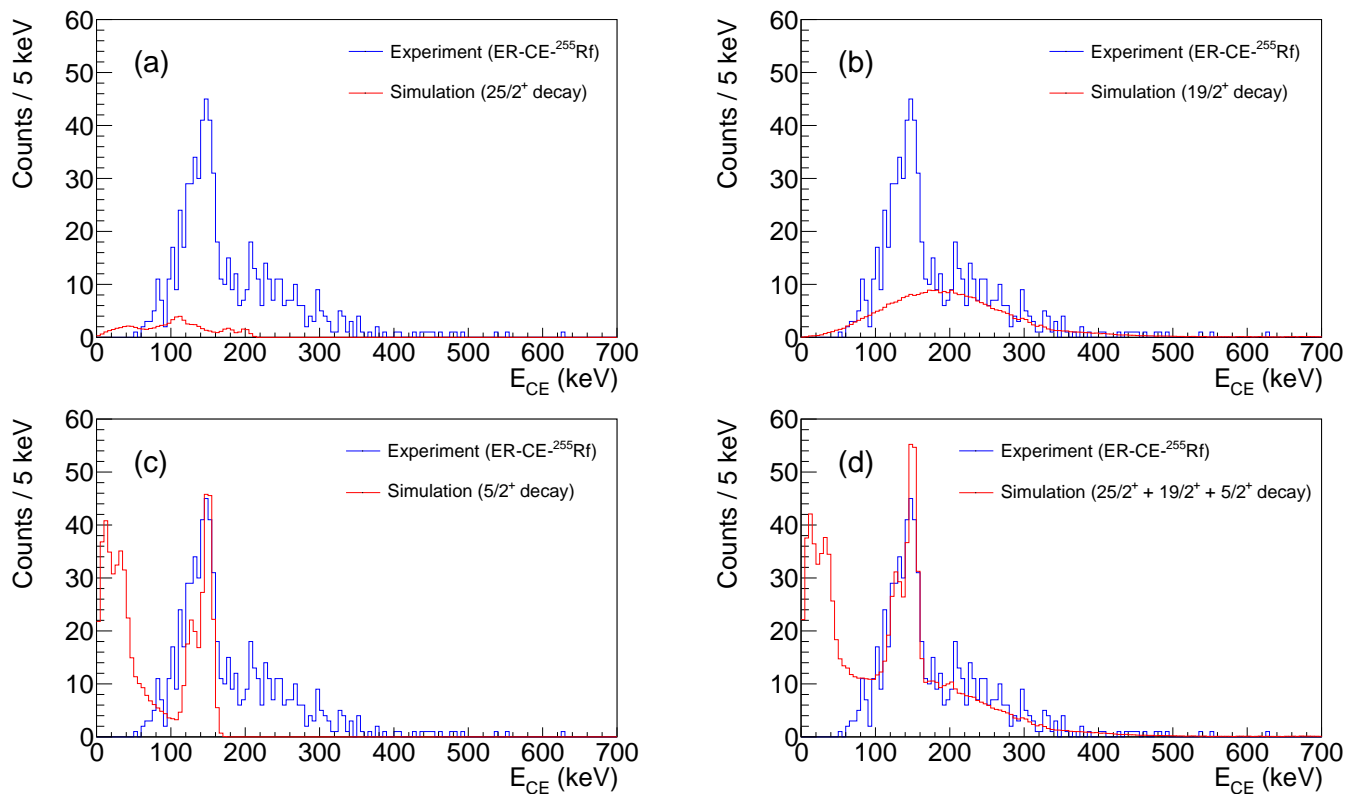 60
50
40
30
20
10
0
Counts / 5 keV
(a)
Experiment (ER-CE-²⁵⁵Rf)
Simulation (25/2⁺ decay)
0 100 200 300 400 500 600 700
E_CE (keV)
60
50
40
30
20
10
0
Counts / 5 keV
(b)
Experiment (ER-CE-²⁵⁵Rf)
Simulation (19/2⁺ decay)
0 100 200 300 400 500 600 700
E_CE (keV)
60
50
40
30
20
10
0
Counts / 5 keV
(c)
Experiment (ER-CE-²⁵⁵Rf)
Simulation (5/2⁺ decay)
0 100 200 300 400 500 600 700
E_CE (keV)
60
50
40
30
20
10
0
Counts / 5 keV
(d)
Experiment (ER-CE-²⁵⁵Rf)
Simulation (25/2⁺ + 19/2⁺ + 5/2⁺ decay)
0 100 200 300 400 500 600 700
E_CE (keV)